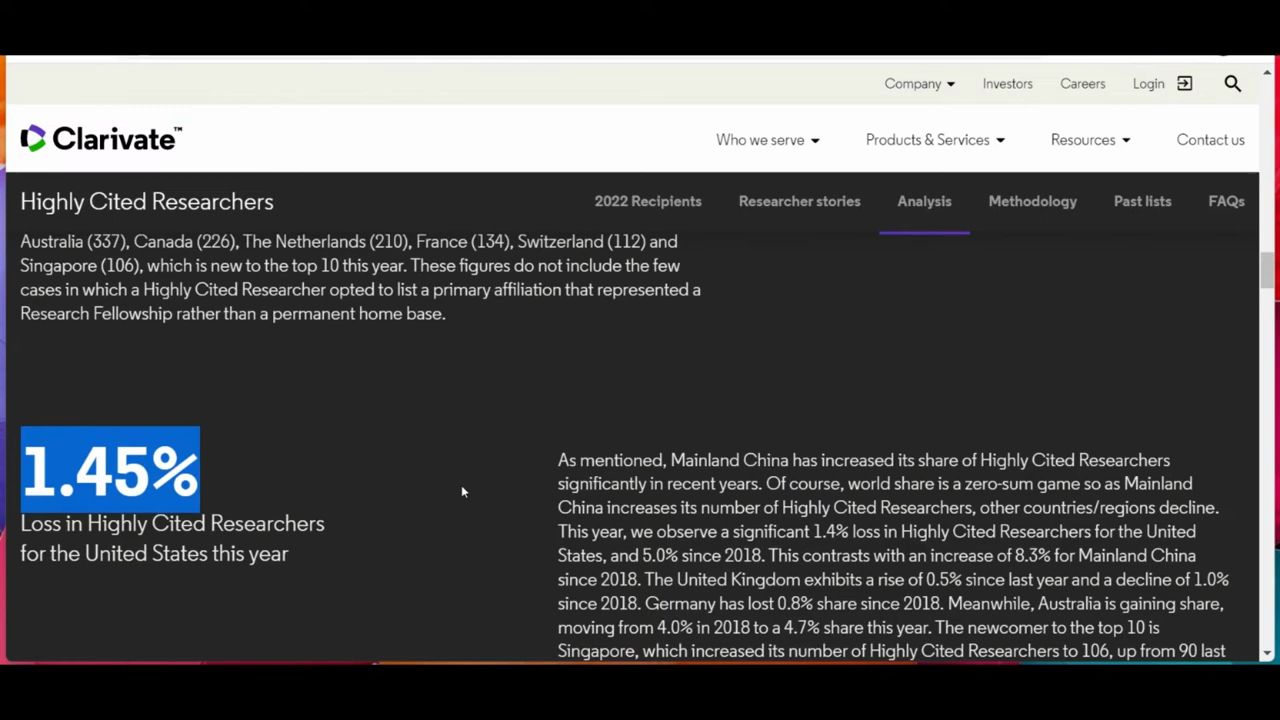 Company Investors Careers Login
Clarivate™ Who we serve Products & Services Resources Contact us
Highly Cited Researchers 2022 Recipients Researcher stories Analysis Methodology Past lists FAQs
Australia (337), Canada (226), The Netherlands (210), France (134), Switzerland (112) and
Singapore (106), which is new to the top 10 this year. These figures do not include the few
cases in which a Highly Cited Researcher opted to list a primary affiliation that represented a
Research Fellowship rather than a permanent home base.
1.45%
Loss in Highly Cited Researchers
for the United States this year
As mentioned, Mainland China has increased its share of Highly Cited Researchers
significantly in recent years. Of course, world share is a zero-sum game so as Mainland
China increases its number of Highly Cited Researchers, other countries/regions decline.
This year, we observe a significant 1.4% loss in Highly Cited Researchers for the United
States, and 5.0% since 2018. This contrasts with an increase of 8.3% for Mainland China
since 2018. The United Kingdom exhibits a rise of 0.5% since last year and a decline of 1.0%
since 2018. Germany has lost 0.8% share since 2018. Meanwhile, Australia is gaining share,
moving from 4.0% in 2018 to a 4.7% share this year. The newcomer to the top 10 is
Singapore, which increased its number of Highly Cited Researchers to 106, up from 90 last